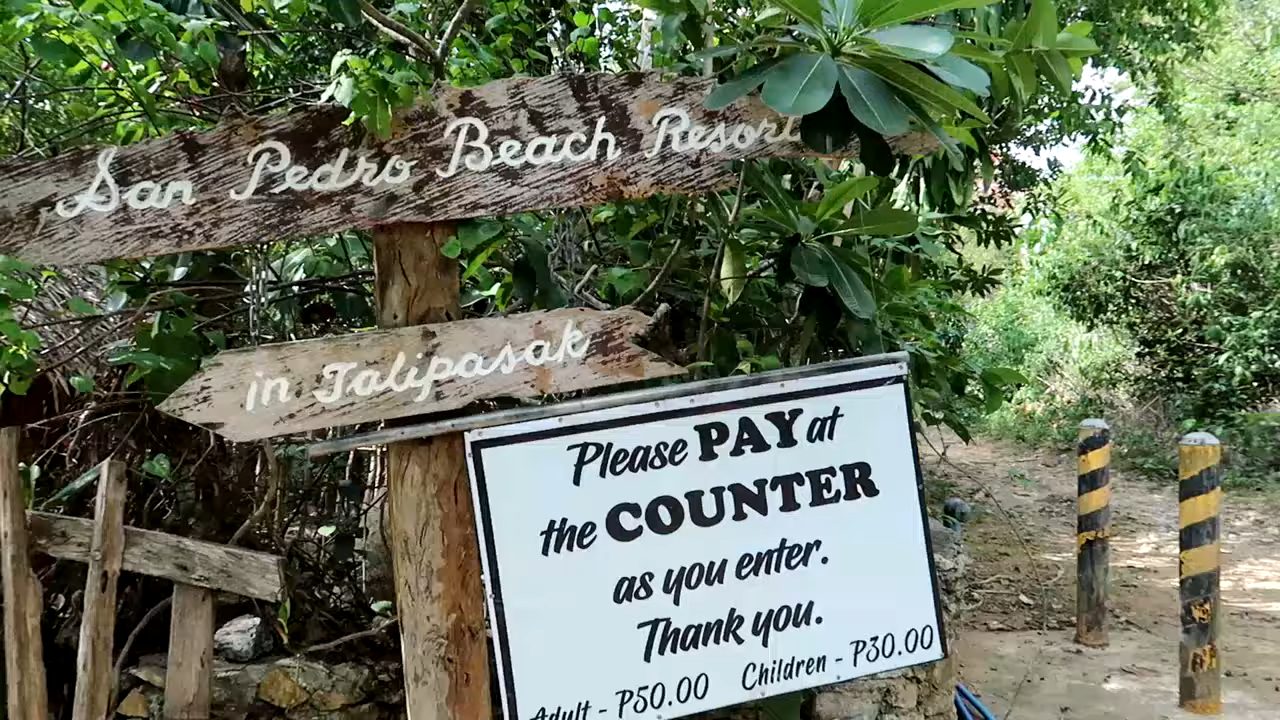 San Pedro Beach Resort
in Talipasak
Please PAY at
the COUNTER
as you enter.
Thank you.
Adult - P50.00 Children - P30.00